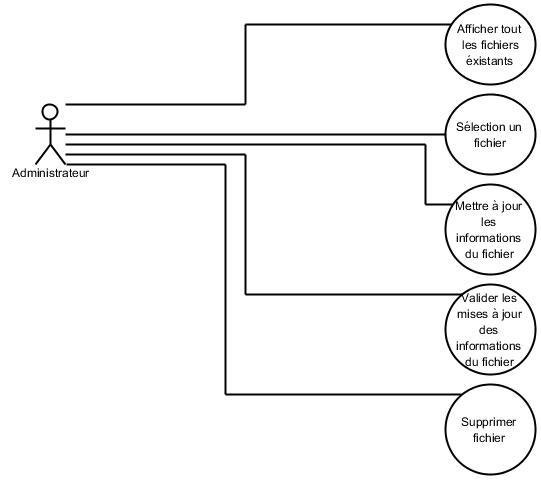 Afficher tout
les fichiers
éxistants
Sélection un
fichier
Administrateur
Mettre à jour
les
informations
du fichier
Valider les
mises à jour
des
informations
du fichier
Supprimer
fichier